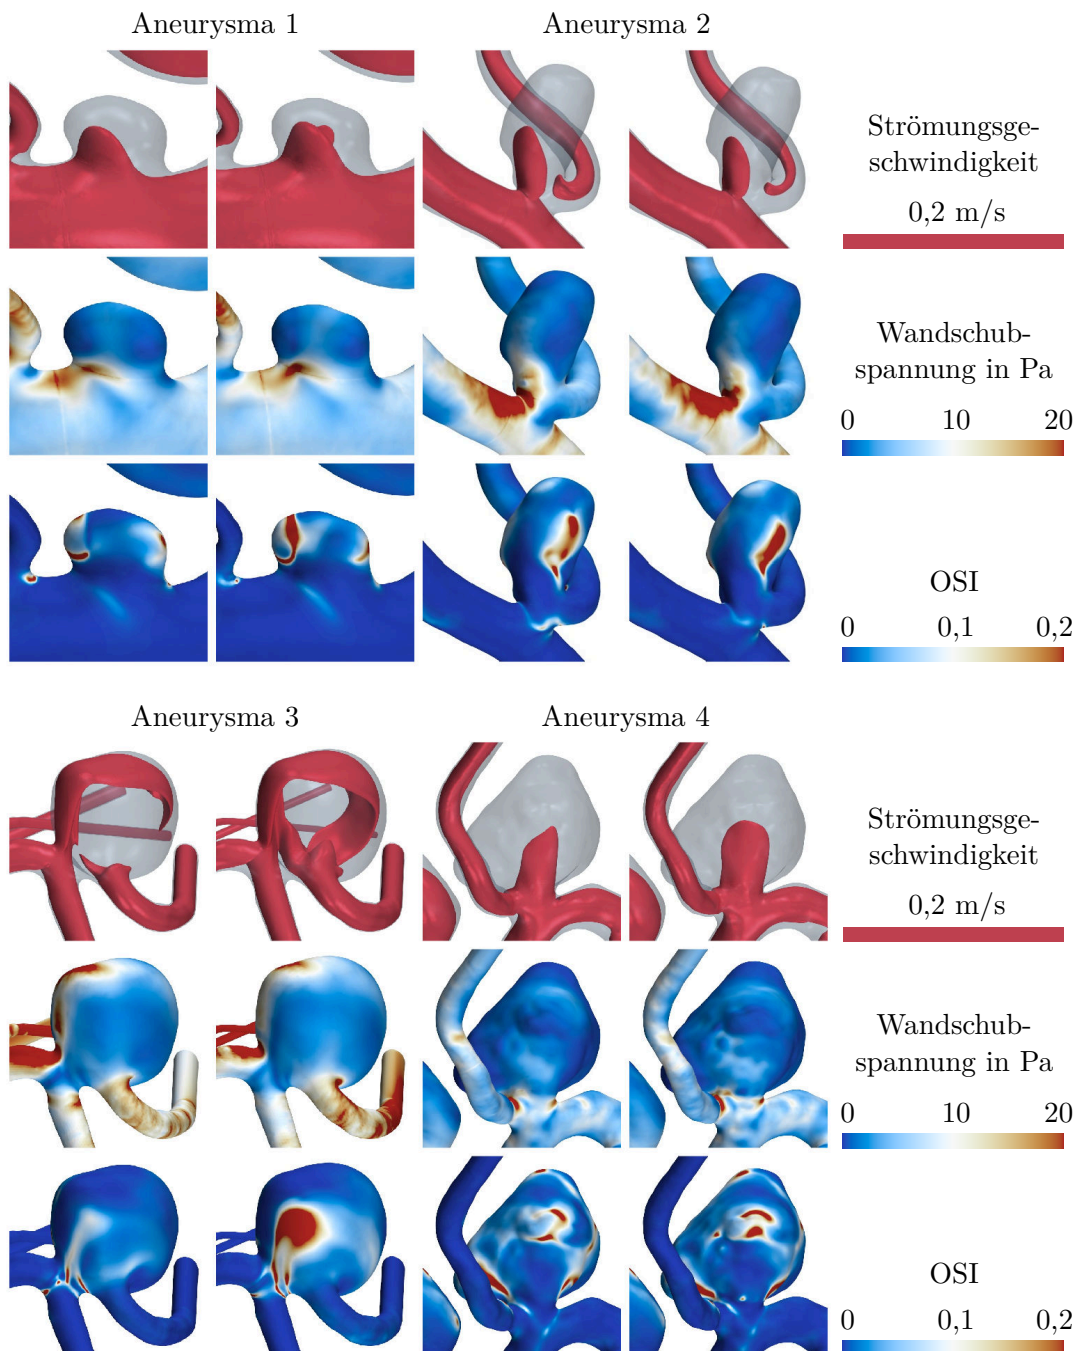 Aneurysma 1
Aneurysma 2
Strömungsge-
schwindigkeit
0,2 m/s
Wandschub-
spannung in Pa
0 10 20
OSI
0 0,1 0,2
Aneurysma 3
Aneurysma 4
Strömungsge-
schwindigkeit
0,2 m/s
Wandschub-
spannung in Pa
0 10 20
OSI
0 0,1 0,2